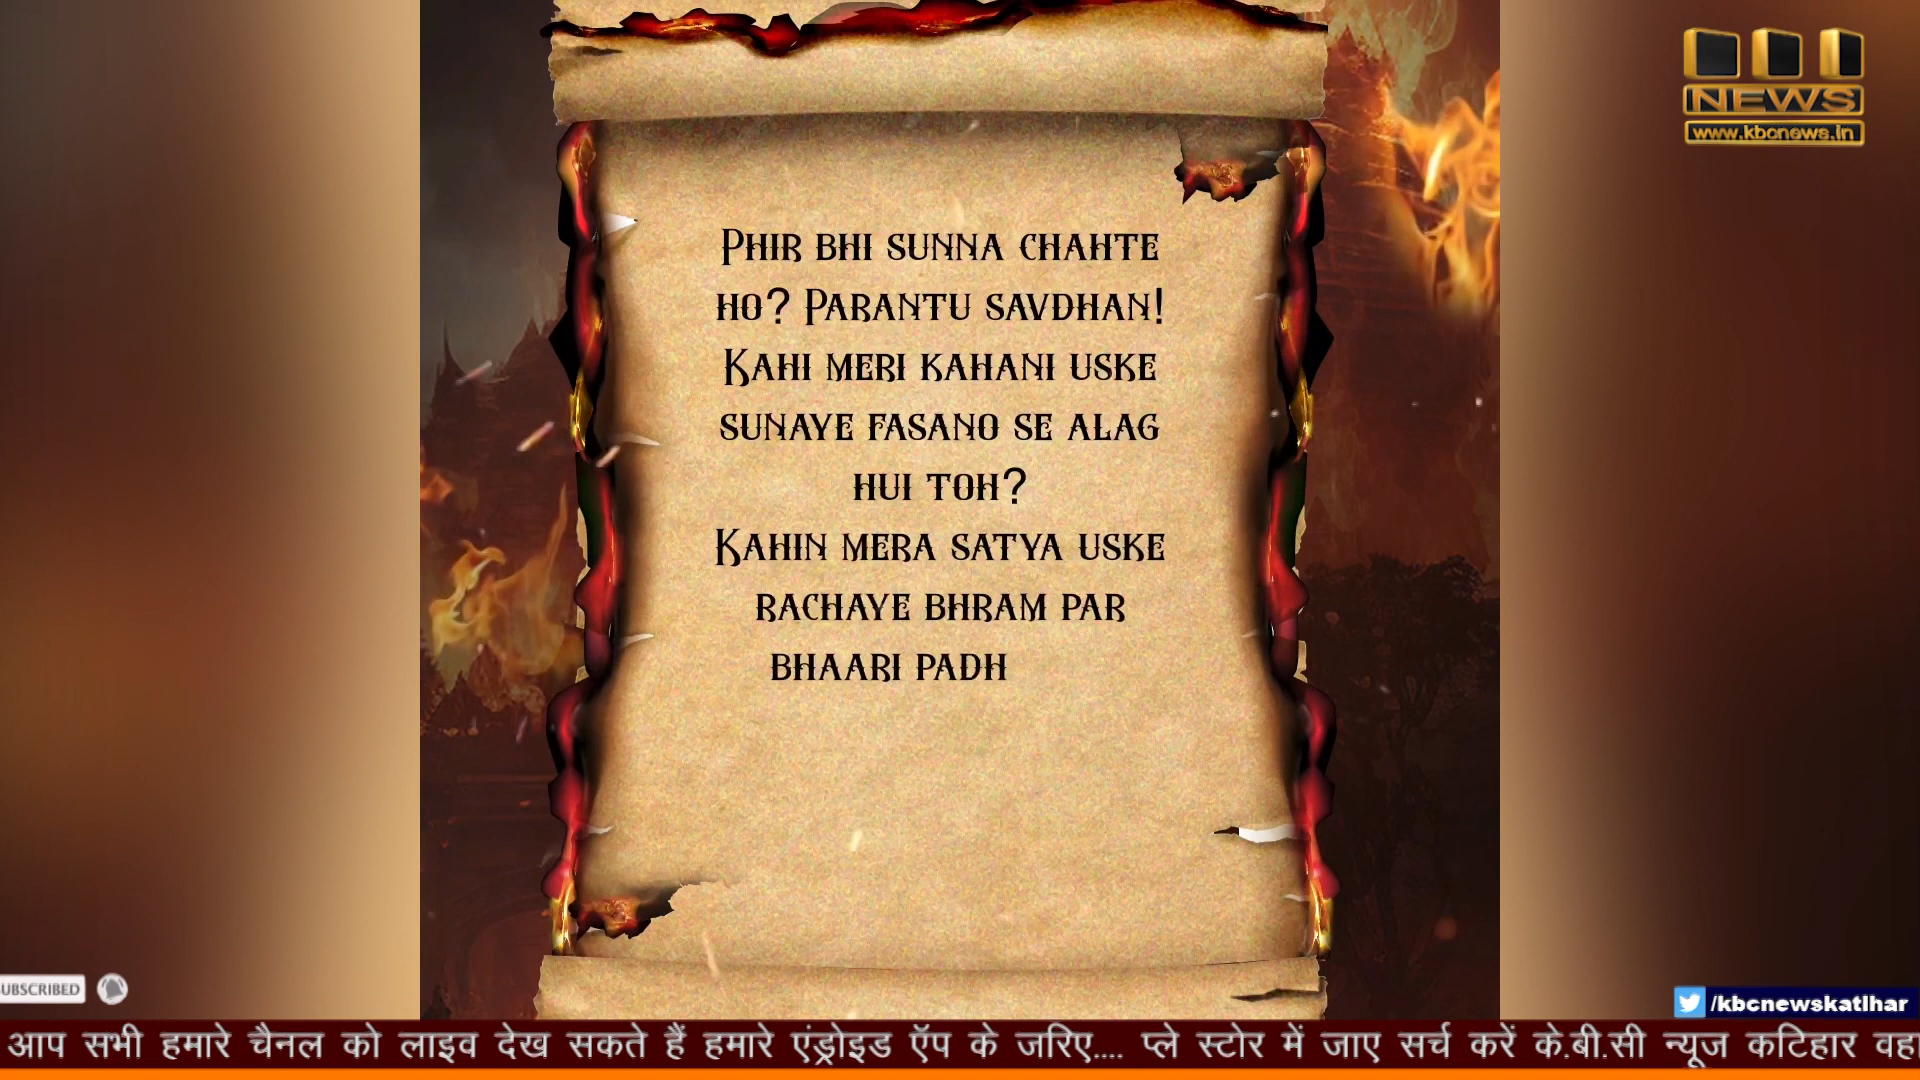 NEWS
www.kbcnews.in
Phir bhi sunna chahte
ho? Parantu savdhan!
Kahi meri kahani uske
sunaye fasano se alag
hui toh?
Kahin mera satya uske
rachaye bhram par
bhaari padh
UBSCRIBED
/kbcnewskatihar
आप सभी हमारे चैनल को लाइव देख सकते हैं हमारे एंड्रोइड ऍप के जरिए.... प्ले स्टोर में जाए सर्च करें के.बी.सी न्यूज कटिहार वहा